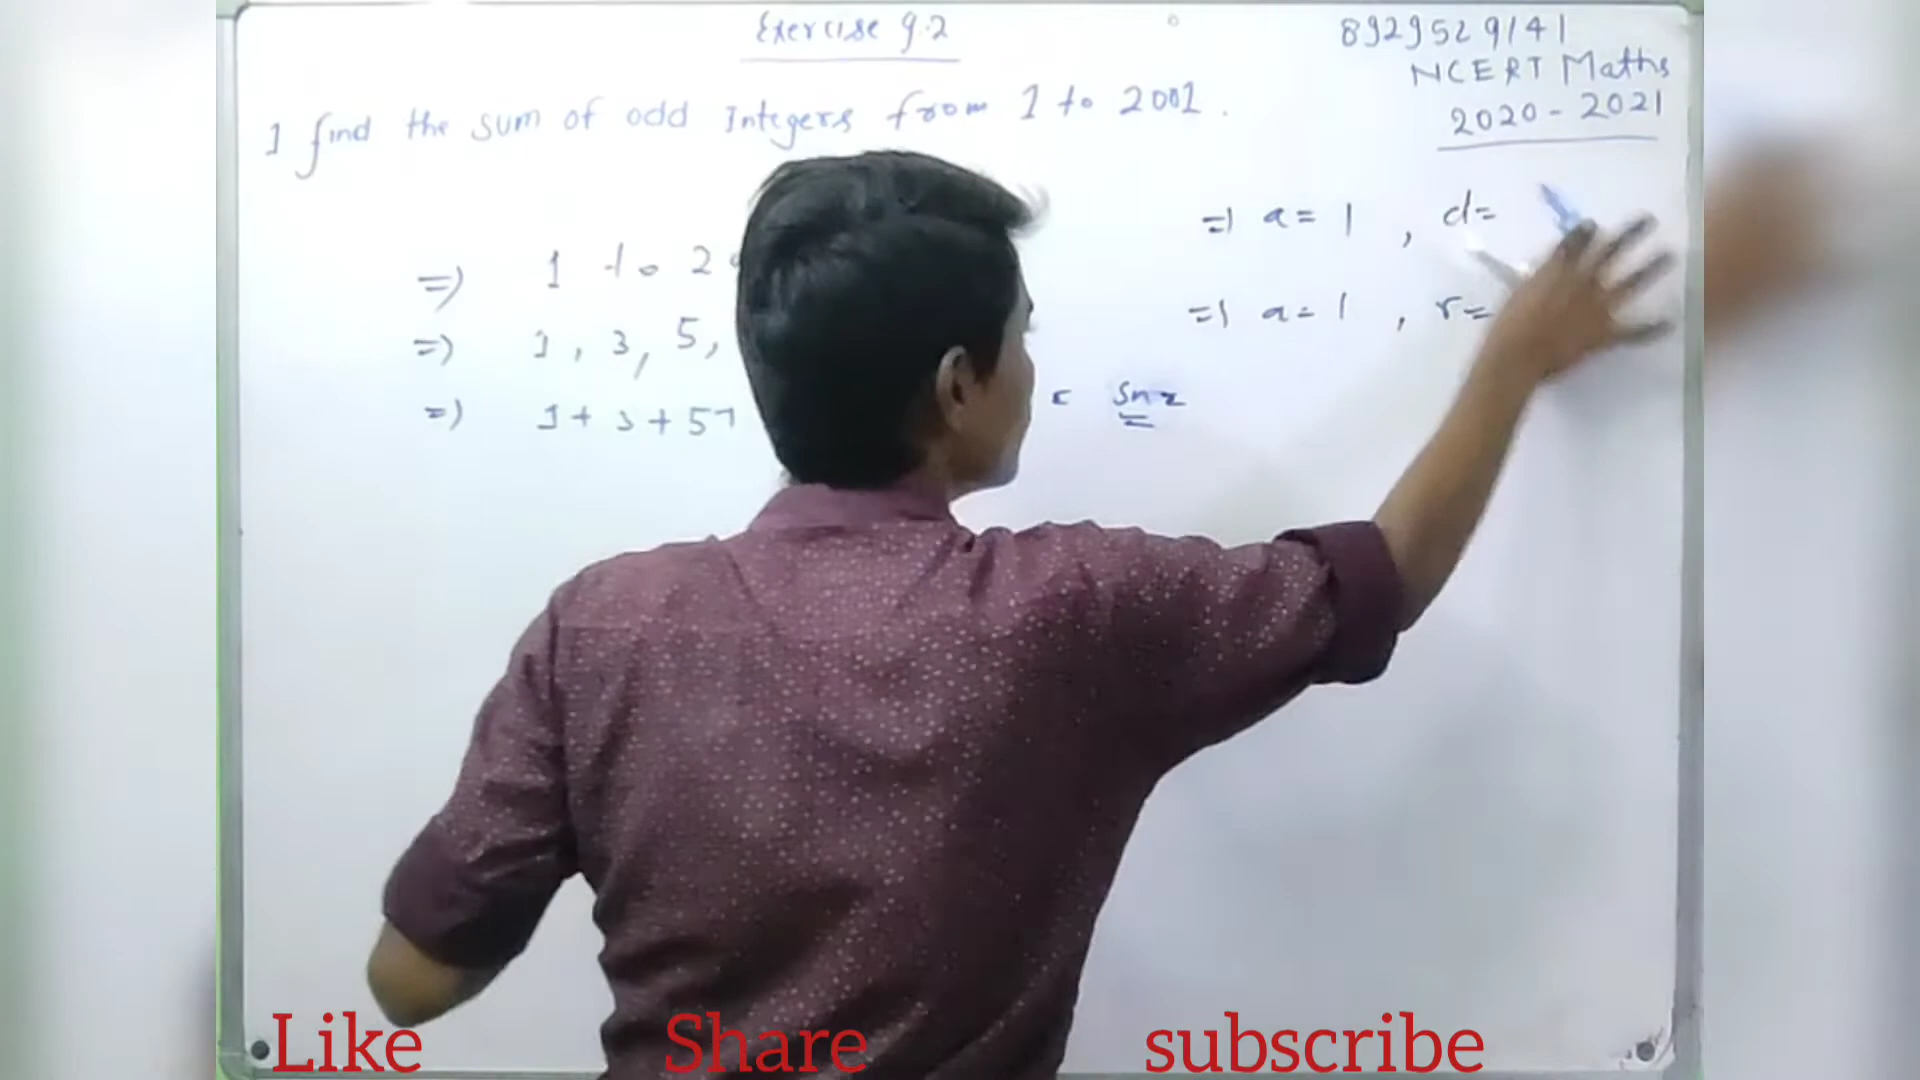 Exercise 9.2
8929529141
NCERT Maths
2020-2021
1 find the sum of odd Integers from 1 to 2001.
=) 1 to 2
=) 1, 3, 5,
=) 1+3+5+
=) a=1, d=
=) a=1, r=
Sn=
Like Share subscribe